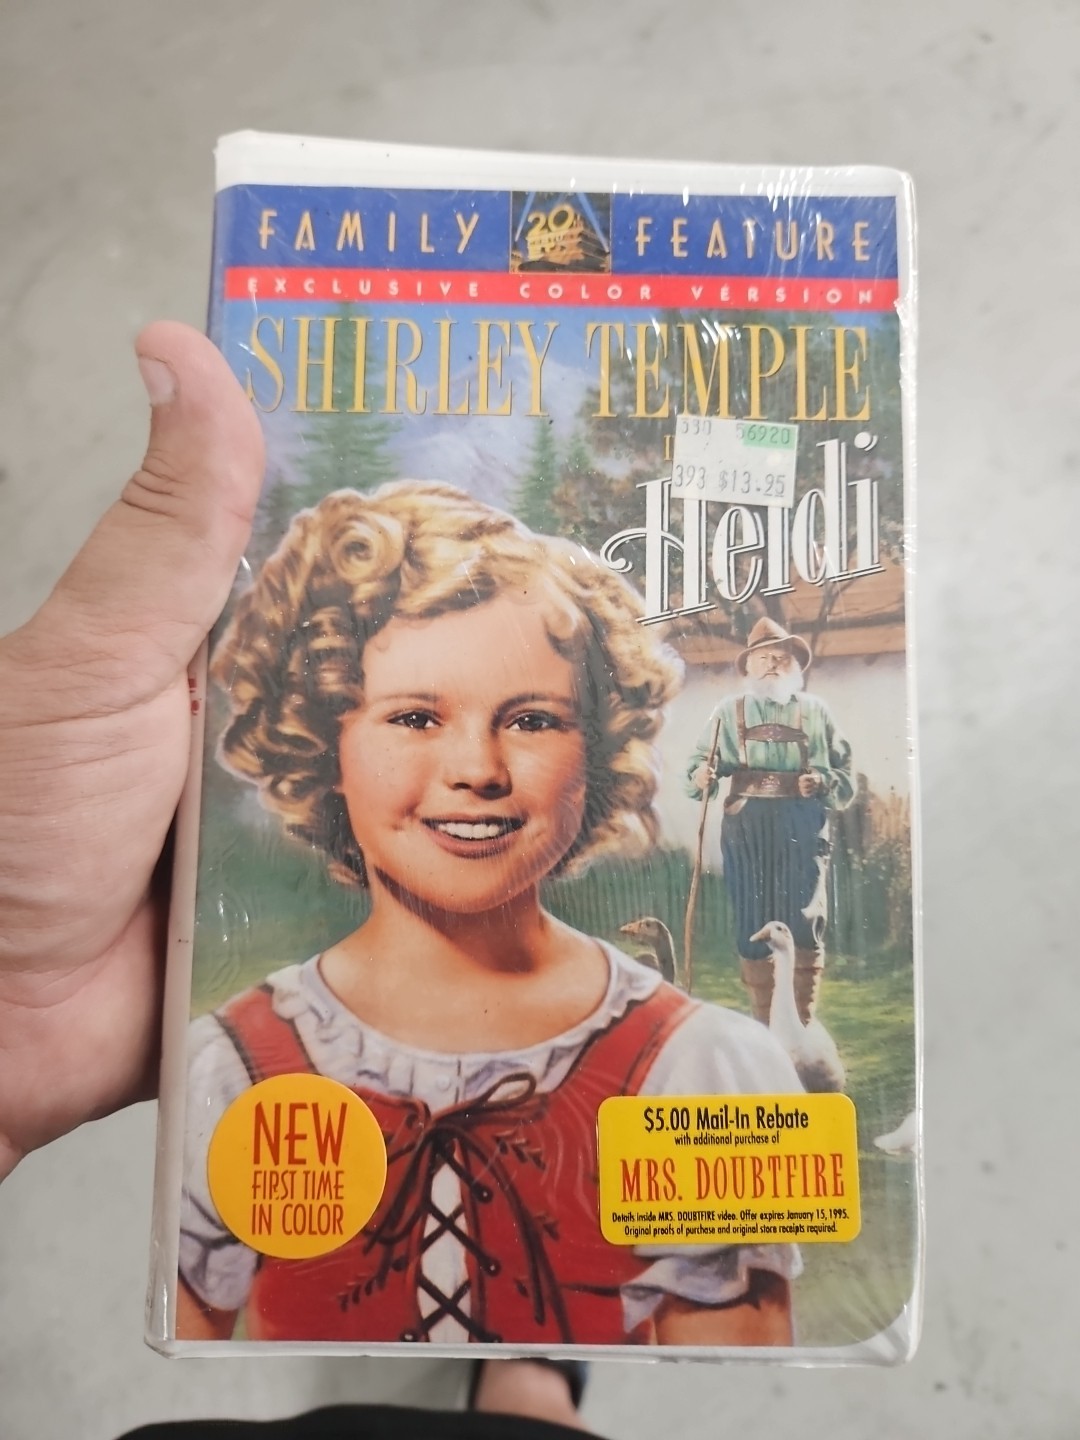 FAMILY FEATURE
20th
EXCLUSIVE COLOR VERSION
SHIRLEY TEMPLE
330 56920
393 $13.95
Heidi
NEW
FIRST TIME
IN COLOR
$5.00 Mail-In Rebate
with additional purchase of
MRS. DOUBTFIRE
Details inside MRS. DOUBTFIRE video. Offer expires January 15, 1995.
Original proofs of purchase and original store receipts required.